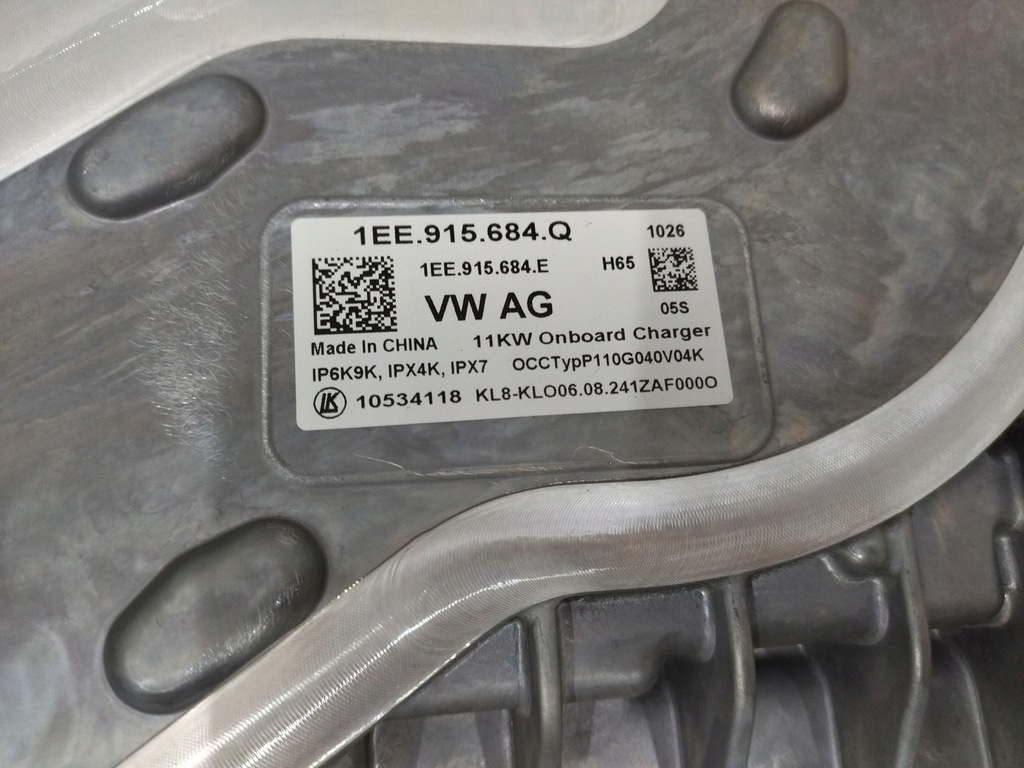 1EE.915.684.Q 1026
1EE.915.684.E H65
VW AG 05S
Made In CHINA 11KW Onboard Charger
IP6K9K, IPX4K, IPX7 OCCTypP110G040V04K
LK 10534118 KL8-KLO06.08.241ZAF000O